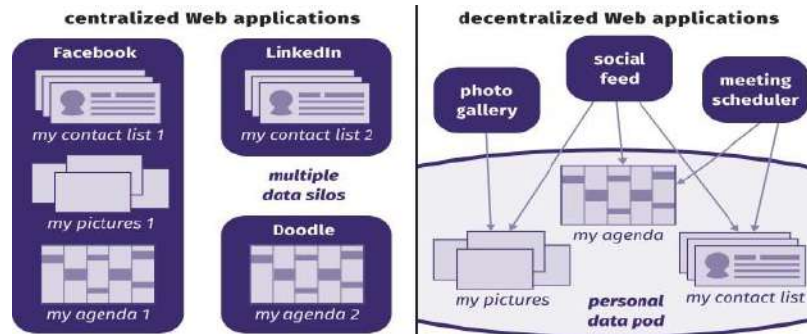 centralized Web applications
Facebook
my contact list 1
my pictures 1
my agenda 1
LinkedIn
my contact list 2
multiple
data silos
Doodle
my agenda 2
decentralized Web applications
photo
gallery
social
feed
meeting
scheduler
my agenda
my pictures
my contact list
personal
data pod